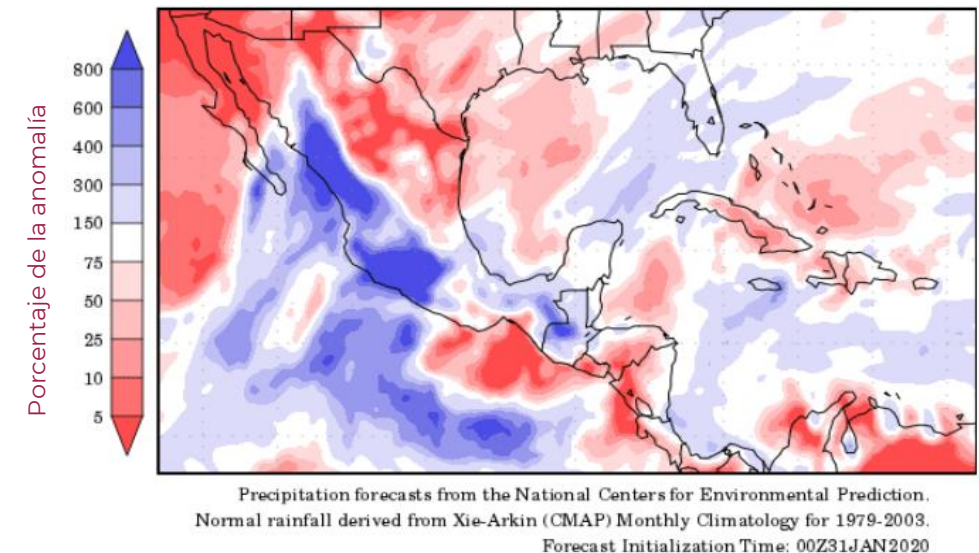 Porcentaje de la anomalía
800
600
400
300
150
75
50
25
10
5
Precipitation forecasts from the National Centers for Environmental Prediction.
Normal rainfall derived from Xie-Arkin (CMAP) Monthly Climatology for 1979-2003.
Forecast Initialization Time: 00Z31JAN2020